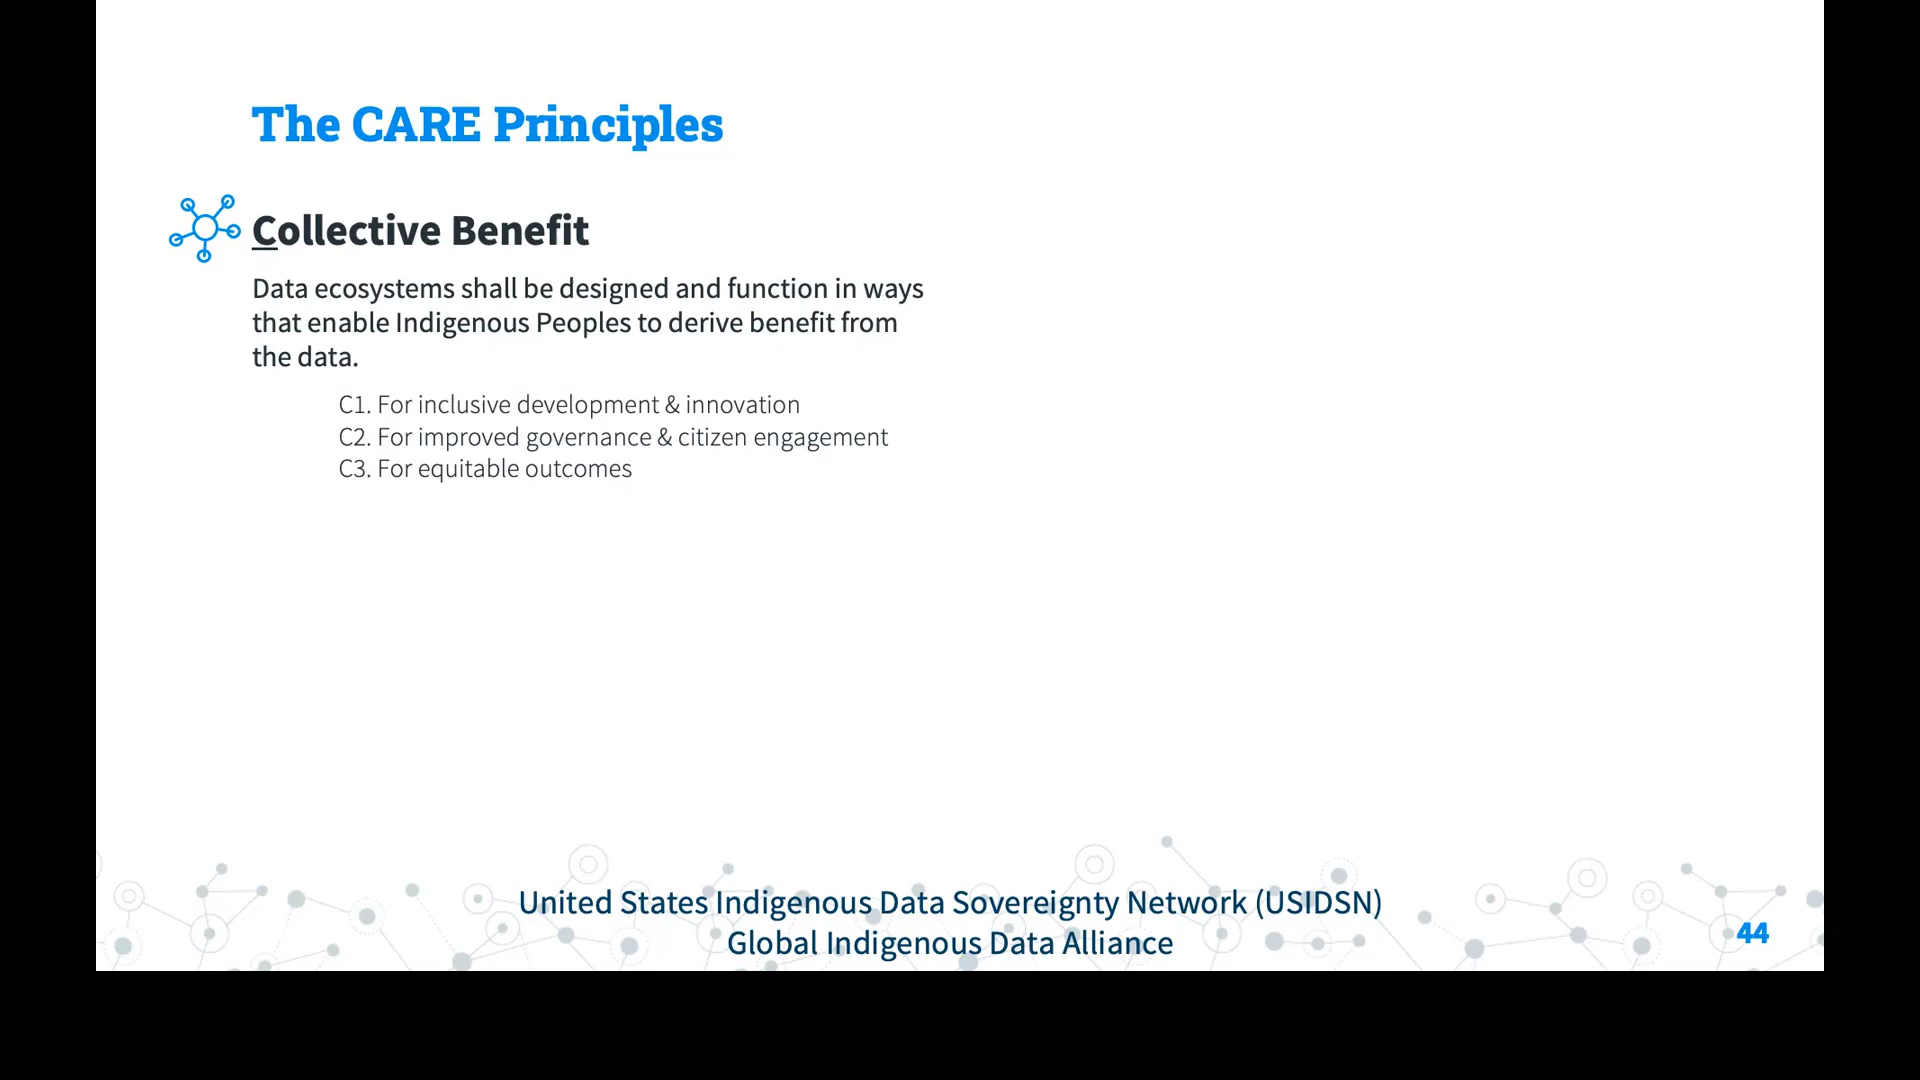 The CARE Principles
Collective Benefit
Data ecosystems shall be designed and function in ways
that enable Indigenous Peoples to derive benefit from
the data.
C1. For inclusive development & innovation
C2. For improved governance & citizen engagement
C3. For equitable outcomes
United States Indigenous Data Sovereignty Network (USIDSN)
Global Indigenous Data Alliance
44